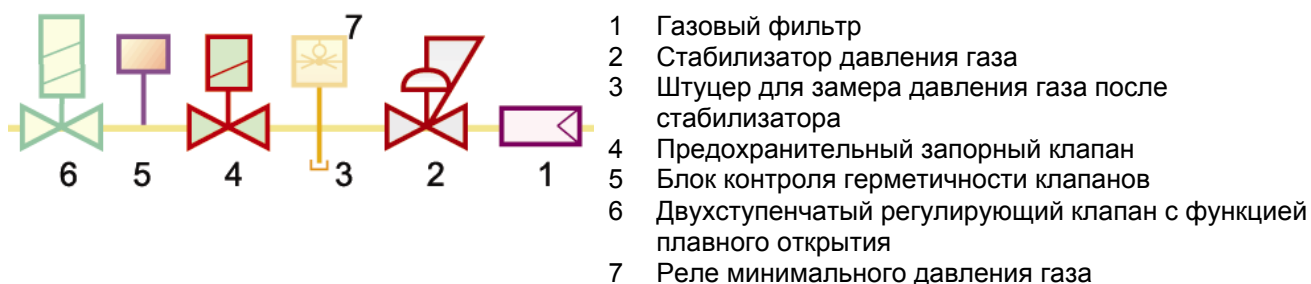 7
6 5 4 3 2 1
1 Газовый фильтр
2 Стабилизатор давления газа
3 Штуцер для замера давления газа после
стабилизатора
4 Предохранительный запорный клапан
5 Блок контроля герметичности клапанов
6 Двухступенчатый регулирующий клапан с функцией
плавного открытия
7 Реле минимального давления газа